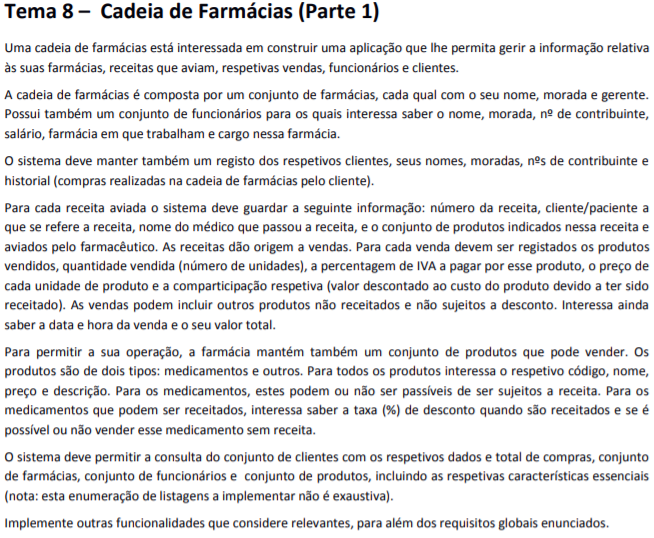 Tema 8 – Cadeia de Farmácias (Parte 1)
Uma cadeia de farmácias está interessada em construir uma aplicação que lhe permita gerir a informação relativa
às suas farmácias, receitas que aviam, respetivas vendas, funcionários e clientes.
A cadeia de farmácias é composta por um conjunto de farmácias, cada qual com o seu nome, morada e gerente.
Possui também um conjunto de funcionários para os quais interessa saber o nome, morada, nº de contribuinte,
salário, farmácia em que trabalham e cargo nessa farmácia.
O sistema deve manter também um registo dos respetivos clientes, seus nomes, moradas, nºs de contribuinte e
historial (compras realizadas na cadeia de farmácias pelo cliente).
Para cada receita aviada o sistema deve guardar a seguinte informação: número da receita, cliente/paciente a
que se refere a receita, nome do médico que passou a receita, e o conjunto de produtos indicados nessa receita e
aviados pelo farmacêutico. As receitas dão origem a vendas. Para cada venda devem ser registados os produtos
vendidos, quantidade vendida (número de unidades), a percentagem de IVA a pagar por esse produto, o preço de
cada unidade de produto e a comparticipação respetiva (valor descontado ao custo do produto devido a ter sido
receitado). As vendas podem incluir outros produtos não receitados e não sujeitos a desconto. Interessa ainda
saber a data e hora da venda e o seu valor total.
Para permitir a sua operação, a farmácia mantém também um conjunto de produtos que pode vender. Os
produtos são de dois tipos: medicamentos e outros. Para todos os produtos interessa o respetivo código, nome,
preço e descrição. Para os medicamentos, estes podem ou não ser passíveis de ser sujeitos a receita. Para os
medicamentos que podem ser receitados, interessa saber a taxa (%) de desconto quando são receitados e se é
possível ou não vender esse medicamento sem receita.
O sistema deve permitir a consulta do conjunto de clientes com os respetivos dados e total de compras, conjunto
de farmácias, conjunto de funcionários e conjunto de produtos, incluindo as respetivas características essenciais
(nota: esta enumeração de listagens a implementar não é exaustiva).
Implemente outras funcionalidades que considere relevantes, para além dos requisitos globais enunciados.